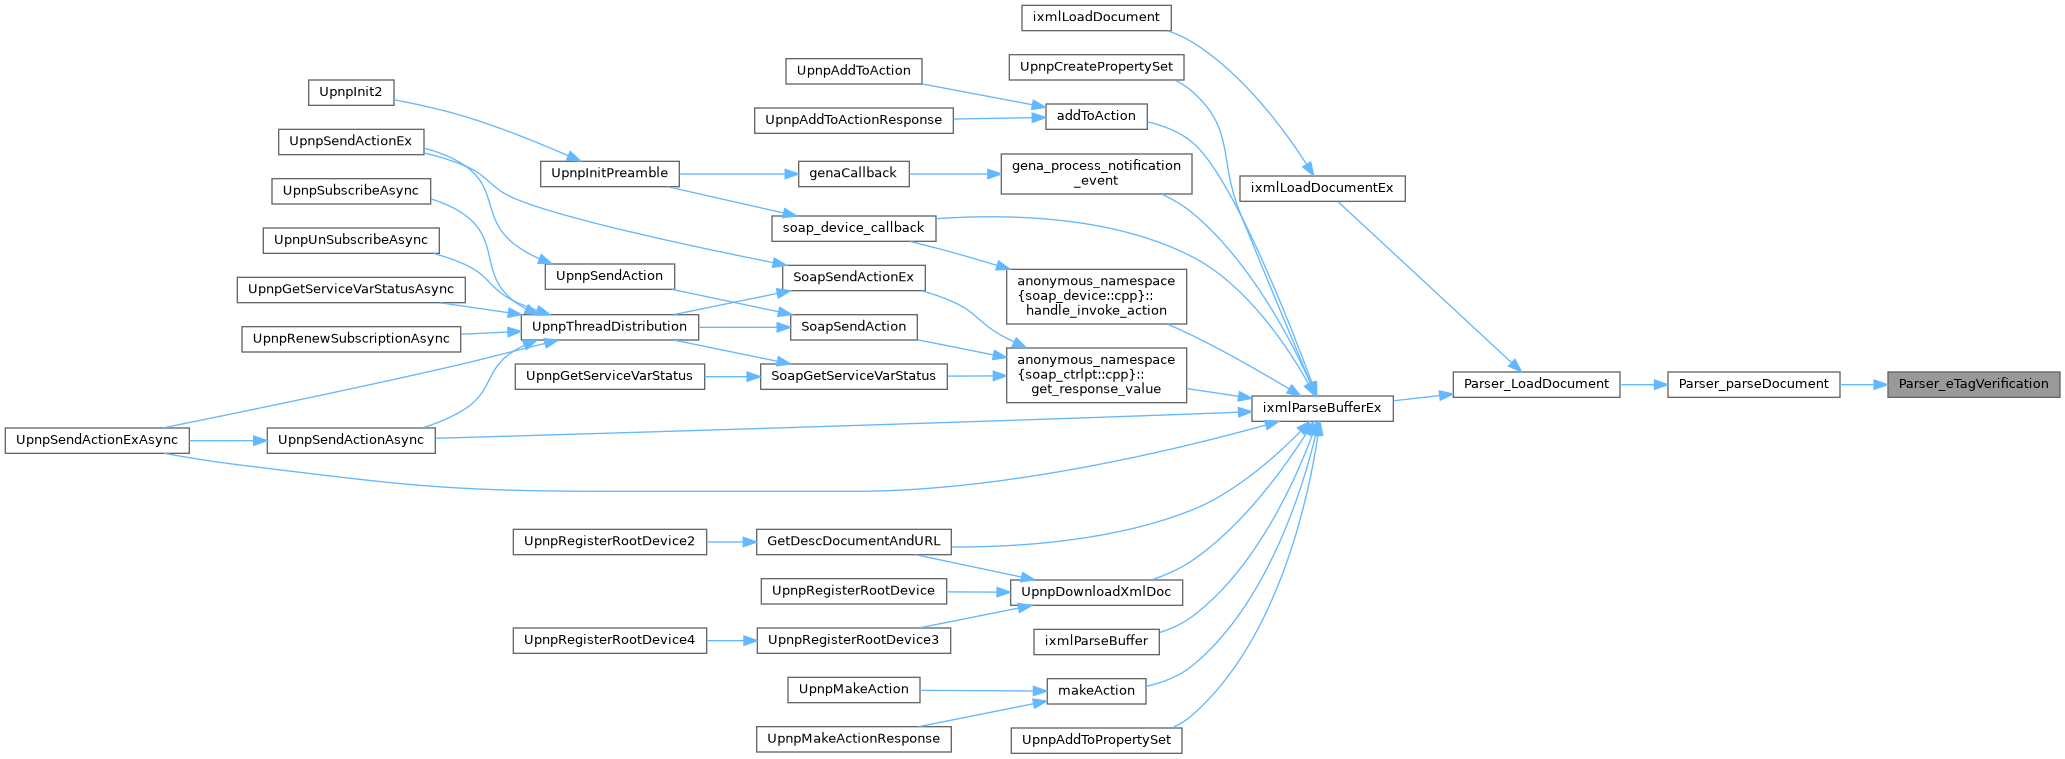 ixmlLoadDocument
UpnpCreatePropertySet
UpnpAddToAction
UpnpInit2
addToAction
UpnpAddToActionResponse
UpnpSendActionEx
gena_process_notification
_event
UpnpInitPreamble
genaCallback
UpnpSubscribeAsync
ixmlLoadDocumentEx
soap_device_callback
UpnpUnSubscribeAsync
UpnpSendAction
SoapSendActionEx
anonymous_namespace
{soap_device::cpp}::
handle_invoke_action
UpnpGetServiceVarStatusAsync
UpnpThreadDistribution
SoapSendAction
UpnpRenewSubscriptionAsync
anonymous_namespace
{soap_ctrlpt::cpp}::
get_response_value
UpnpGetServiceVarStatus
SoapGetServiceVarStatus
Parser_LoadDocument
Parser_parseDocument
Parser_eTagVerification
ixmlParseBufferEx
UpnpSendActionExAsync
UpnpSendActionAsync
UpnpRegisterRootDevice2
GetDescDocumentAndURL
UpnpRegisterRootDevice
UpnpDownloadXmlDoc
UpnpRegisterRootDevice4
UpnpRegisterRootDevice3
ixmlParseBuffer
UpnpMakeAction
makeAction
UpnpMakeActionResponse
UpnpAddToPropertySet